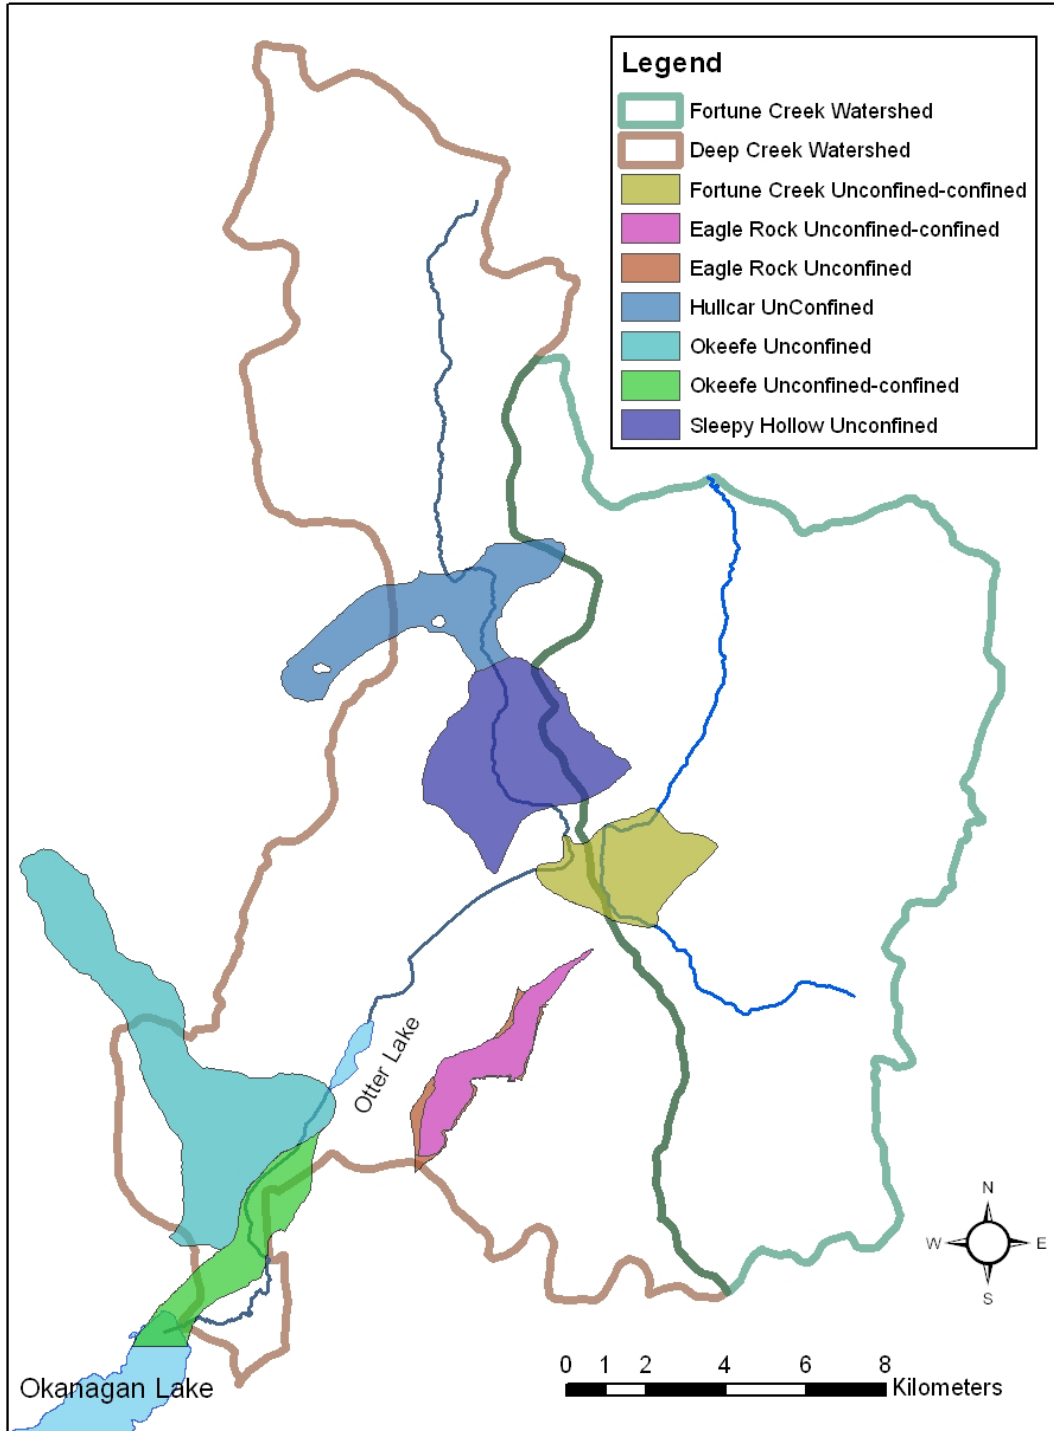 Legend
Fortune Creek Watershed
Deep Creek Watershed
Fortune Creek Unconfined-confined
Eagle Rock Unconfined-confined
Eagle Rock Unconfined
Hullcar UnConfined
Okeefe Unconfined
Okeefe Unconfined-confined
Sleepy Hollow Unconfined
Otter Lake
N
W E
S
0 1 2 4 6 8
Kilometers
Okanagan Lake